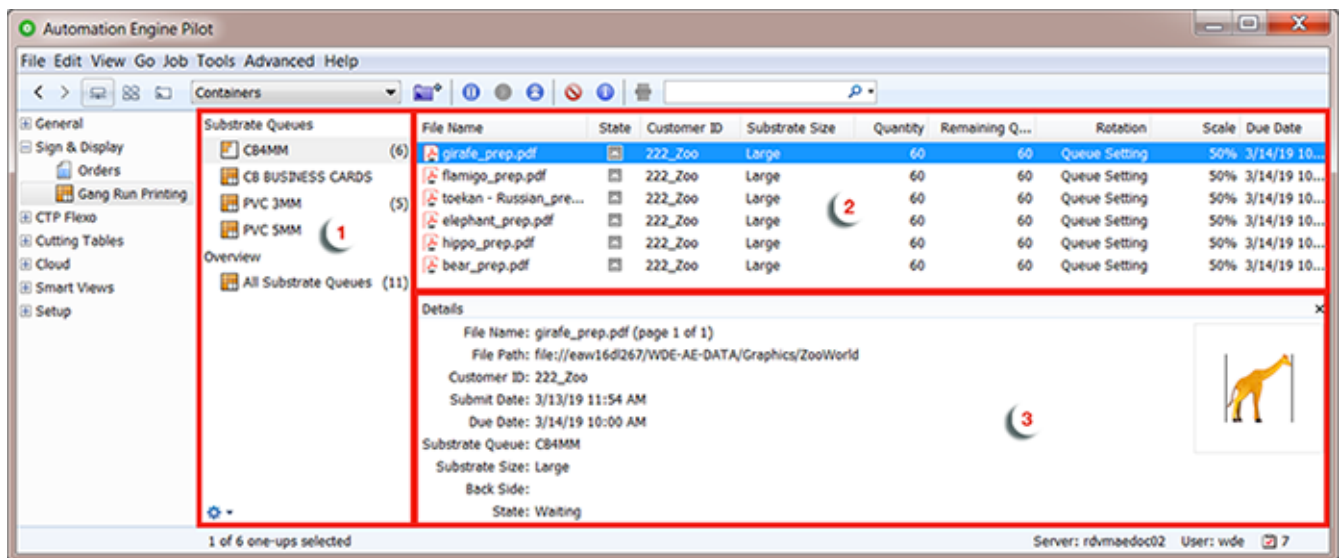 Automation Engine Pilot
File Edit View Go Job Tools Advanced Help
Containers
General
Sign & Display
Orders
Gang Run Printing
CTP Flexo
Cutting Tables
Cloud
Smart Views
Setup
Substrate Queues
CB4MM (6)
CB BUSINESS CARDS
PVC 3MM (5)
PVC 5MM
1
Overview
All Substrate Queues (11)
File Name State Customer ID Substrate Size Quantity Remaining Q... Rotation Scale Due Date
girafe_prep.pdf 222_Zoo Large 60 60 Queue Setting 50% 3/14/19 10...
flamigo_prep.pdf 222_Zoo Large 60 60 Queue Setting 50% 3/14/19 10...
toekan - Russian_pre... 222_Zoo Large 60 60 Queue Setting 50% 3/14/19 10...
elephant_prep.pdf 222_Zoo Large 60 60 Queue Setting 50% 3/14/19 10...
hippo_prep.pdf 222_Zoo Large 60 60 Queue Setting 50% 3/14/19 10...
bear_prep.pdf 222_Zoo Large 60 60 Queue Setting 50% 3/14/19 10...
2
Details
File Name: girafe_prep.pdf (page 1 of 1)
File Path: file://eaw16dl267/WDE-AE-DATA/Graphics/ZooWorld
Customer ID: 222_Zoo
Submit Date: 3/13/19 11:54 AM
Due Date: 3/14/19 10:00 AM
Substrate Queue: CB4MM
Substrate Size: Large
Back Side:
State: Waiting
3
1 of 6 one-ups selected
Server: rdvmaedoc02 User: wde 7